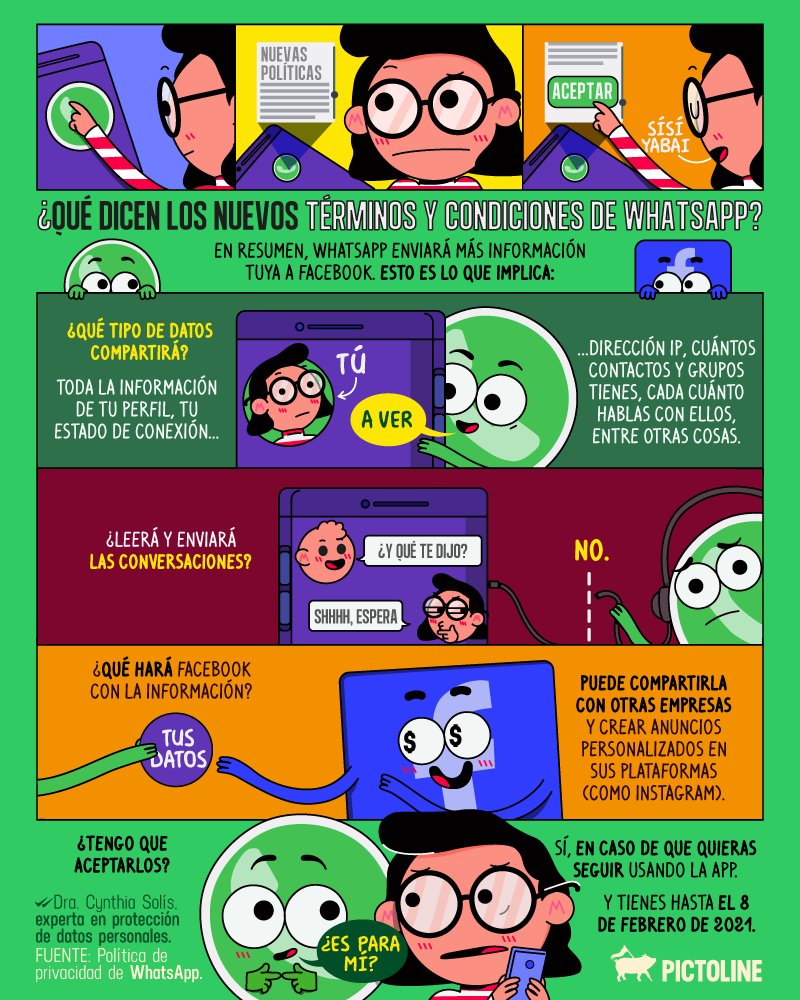 NUEVAS
POLÍTICAS
ACEPTAR
SÍSÍ
YABAI
¿QUÉ DICEN LOS NUEVOS TÉRMINOS Y CONDICIONES DE WHATSAPP?
EN RESUMEN, WHATSAPP ENVIARÁ MÁS INFORMACIÓN
TUYA A FACEBOOK. ESTO ES LO QUE IMPLICA:
¿QUÉ TIPO DE DATOS
COMPARTIRÁ?
TODA LA INFORMACIÓN
DE TU PERFIL, TU
ESTADO DE CONEXIÓN...
TÚ
A VER
...DIRECCIÓN IP, CUÁNTOS
CONTACTOS Y GRUPOS
TIENES, CADA CUÁNTO
HABLAS CON ELLOS,
ENTRE OTRAS COSAS.
¿LEERÁ Y ENVIARÁ
LAS CONVERSACIONES?
¿Y QUÉ TE DIJO?
SHHHH, ESPERA
NO.
¿QUÉ HARÁ FACEBOOK
CON LA INFORMACIÓN?
TUS
DATOS
f
$ $
PUEDE COMPARTIRLA
CON OTRAS EMPRESAS
Y CREAR ANUNCIOS
PERSONALIZADOS EN
SUS PLATAFORMAS
(COMO INSTAGRAM).
¿TENGO QUE
ACEPTARLOS?
Dra. Cynthia Solís,
experta en protección
de datos personales.
FUENTE: Política de
privacidad de WhatsApp.
¿ES PARA
MÍ?
SÍ, EN CASO DE QUE QUIERAS
SEGUIR USANDO LA APP.
Y TIENES HASTA EL 8
DE FEBRERO DE 2021.
PICTOLINE